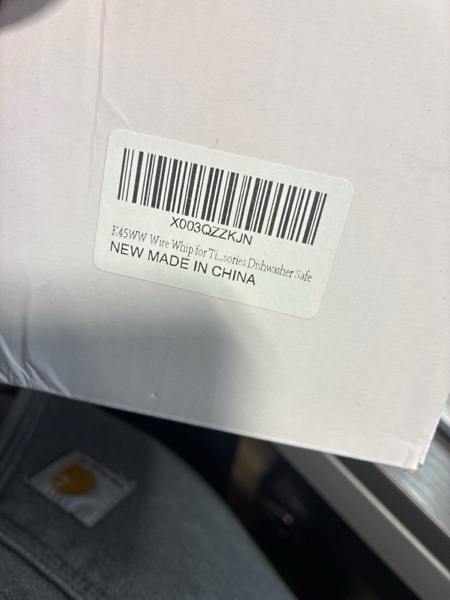 X003QZZKJN
K45WW Wire Whip for Ti...sories Dishwasher Safe
NEW MADE IN CHINA